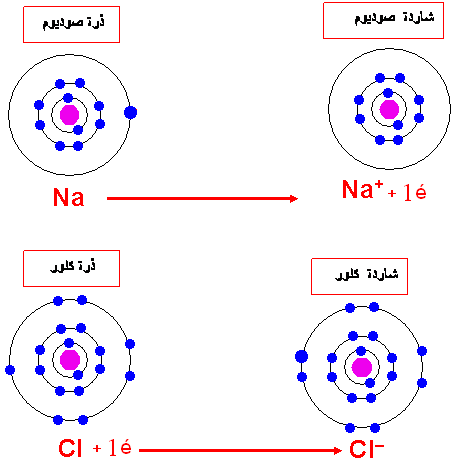 ذرة صوديوم
شاردة صوديوم
Na
Na⁺ + 1é
ذرة كلور
شاردة كلور
Cl + 1é
Cl⁻